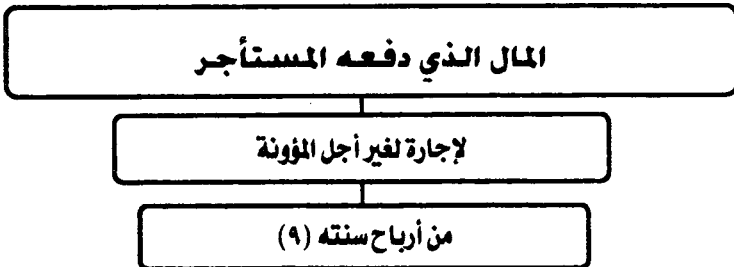 المال الذي دفعه المستأجر
لإجارة لغير أجل المؤونة
من أرباح سنته (٩)